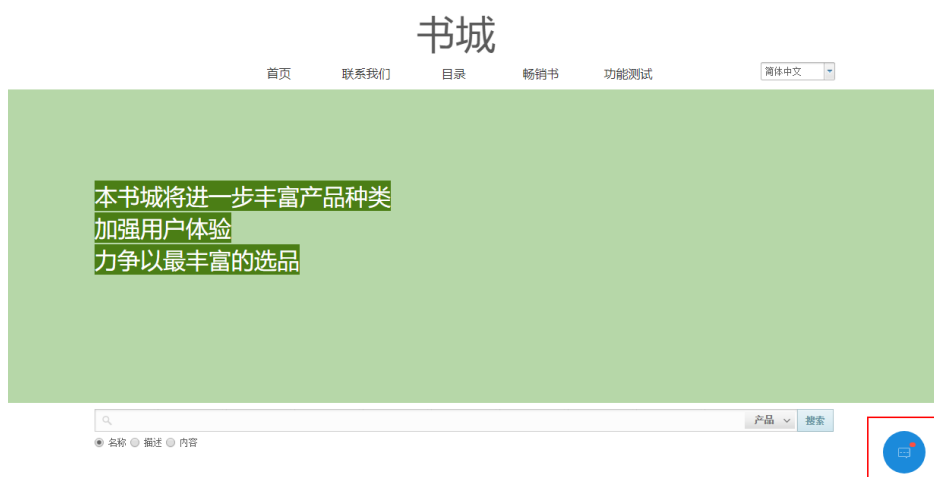 书城
首页 联系我们 目录 畅销书 功能测试 简体中文
本书城将进一步丰富产品种类
加强用户体验
力争以最丰富的选品
产品 搜索
名称 描述 内容